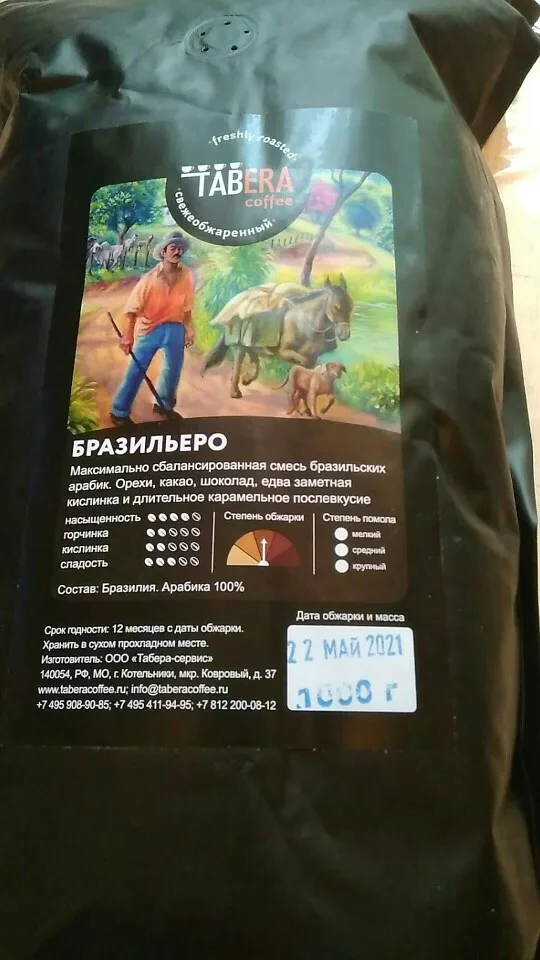 freshly roasted
TABERA
coffee
свежеобжаренный
БРАЗИЛЬЕРО
Максимально сбалансированная смесь бразильских
арабик. Орехи, какао, шоколад, едва заметная
кислинка и длительное карамельное послевкусие
насыщенность
горчинка
кислинка
сладость
Степень обжарки
Степень помола
мелкий
средний
крупный
Состав: Бразилия. Арабика 100%
Дата обжарки и масса
22 МАЙ 2021
1000 г
Срок годности: 12 месяцев с даты обжарки.
Хранить в сухом прохладном месте.
Изготовитель: ООО «Табера-сервис»
140054, РФ, МО, г. Котельники, мкр. Ковровый, д. 37
www.taberacoffee.ru; info@taberacoffee.ru
+7 495 908-90-85; +7 495 411-94-95; +7 812 200-08-12